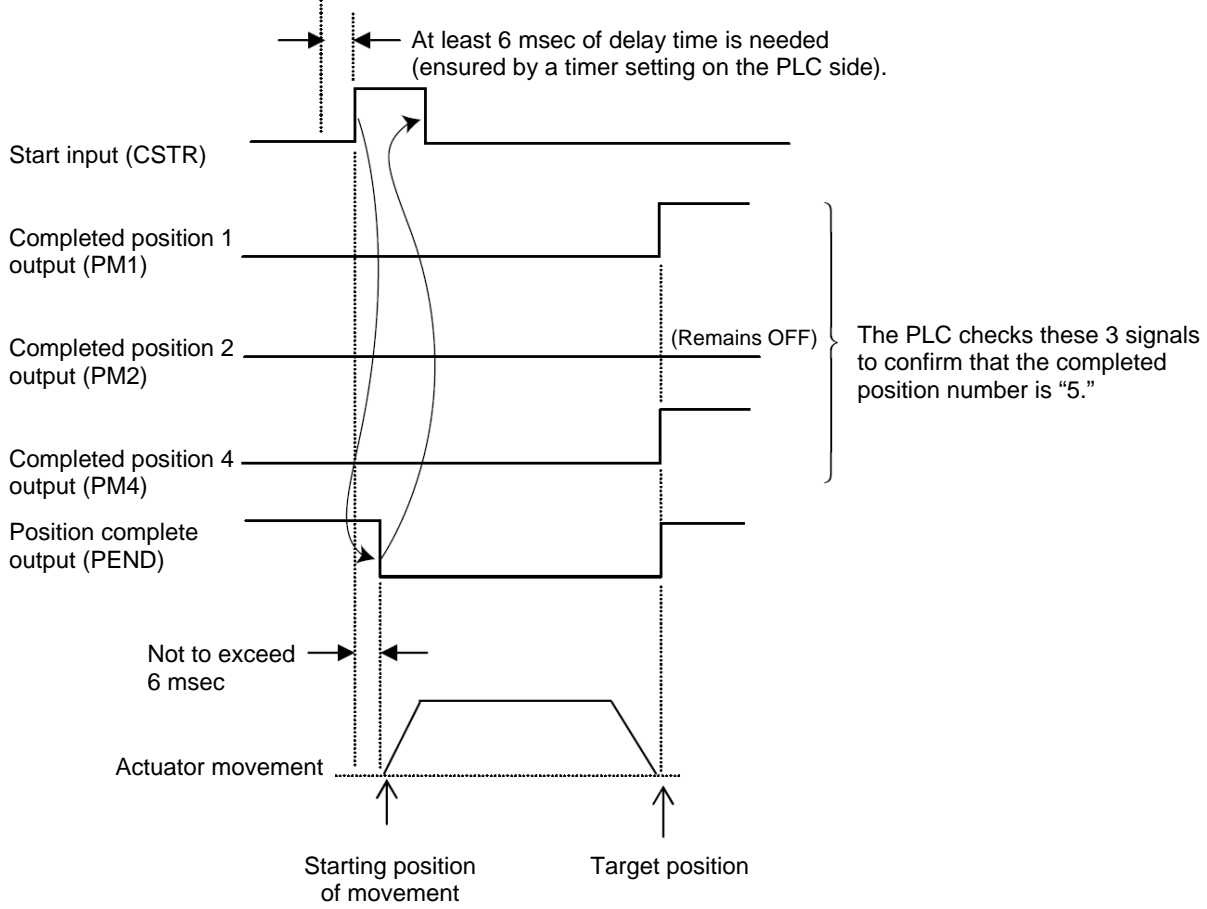 At least 6 msec of delay time is needed
(ensured by a timer setting on the PLC side).
Start input (CSTR)
Completed position 1
output (PM1)
(Remains OFF)
Completed position 2
output (PM2)
The PLC checks these 3 signals
to confirm that the completed
position number is “5.”
Completed position 4
output (PM4)
Position complete
output (PEND)
Not to exceed
6 msec
Actuator movement
Starting position
of movement
Target position